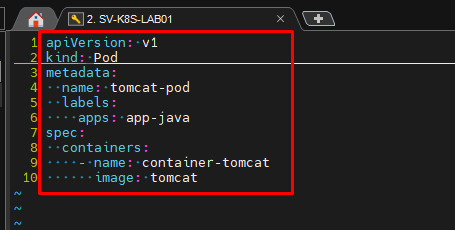 2. SV-K8S-LAB01
1 apiVersion: v1
2 kind: Pod
3 metadata:
4   name: tomcat-pod
5   labels:
6     apps: app-java
7 spec:
8   containers:
9     - name: container-tomcat
10       image: tomcat
~
~
~